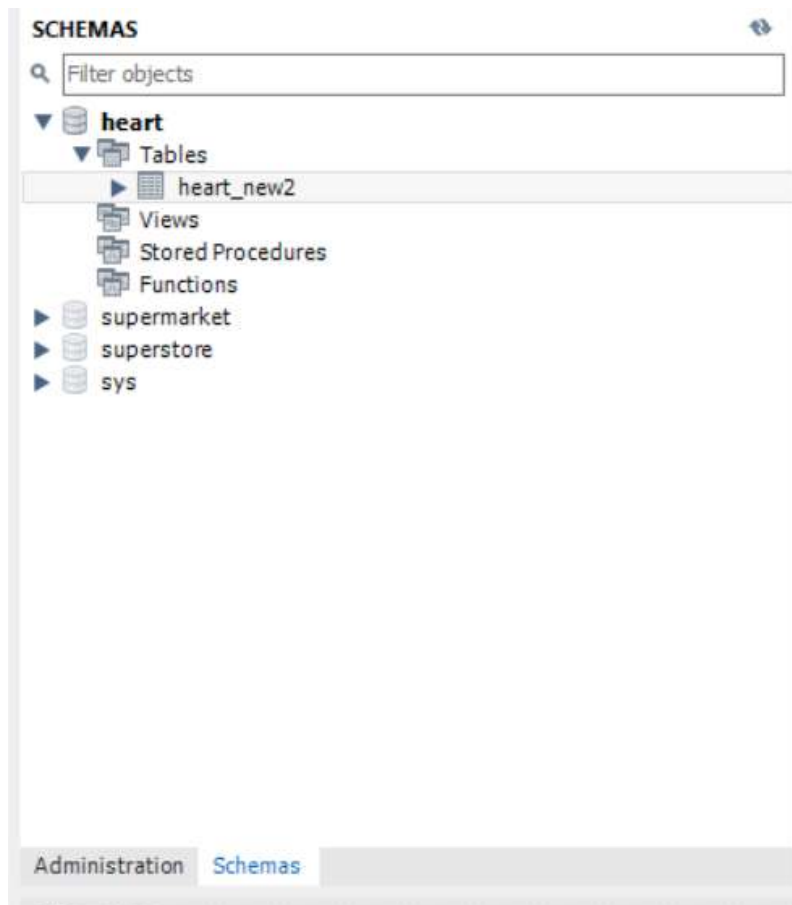 SCHEMAS
Filter objects
heart
Tables
heart_new2
Views
Stored Procedures
Functions
supermarket
superstore
sys
Administration Schemas